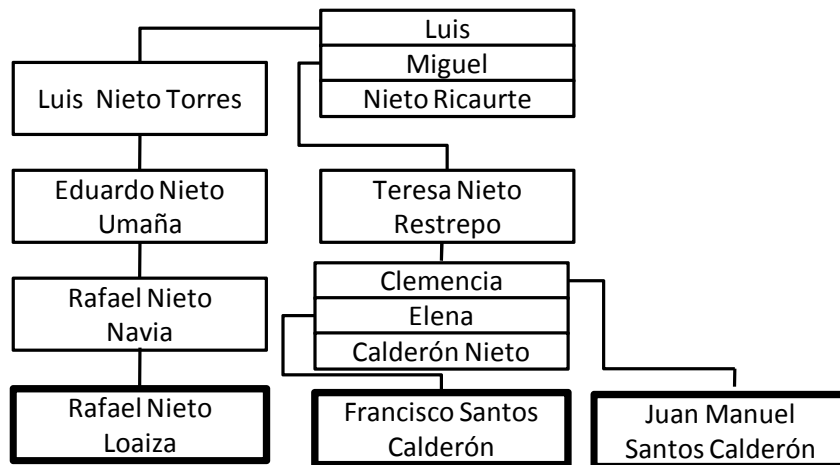 Luis
Miguel
Nieto Ricaurte
Luis Nieto Torres
Eduardo Nieto
Umaña
Teresa Nieto
Restrepo
Clemencia
Elena
Calderón Nieto
Rafael Nieto
Navia
Rafael Nieto
Loaiza
Francisco Santos
Calderón
Juan Manuel
Santos Calderón